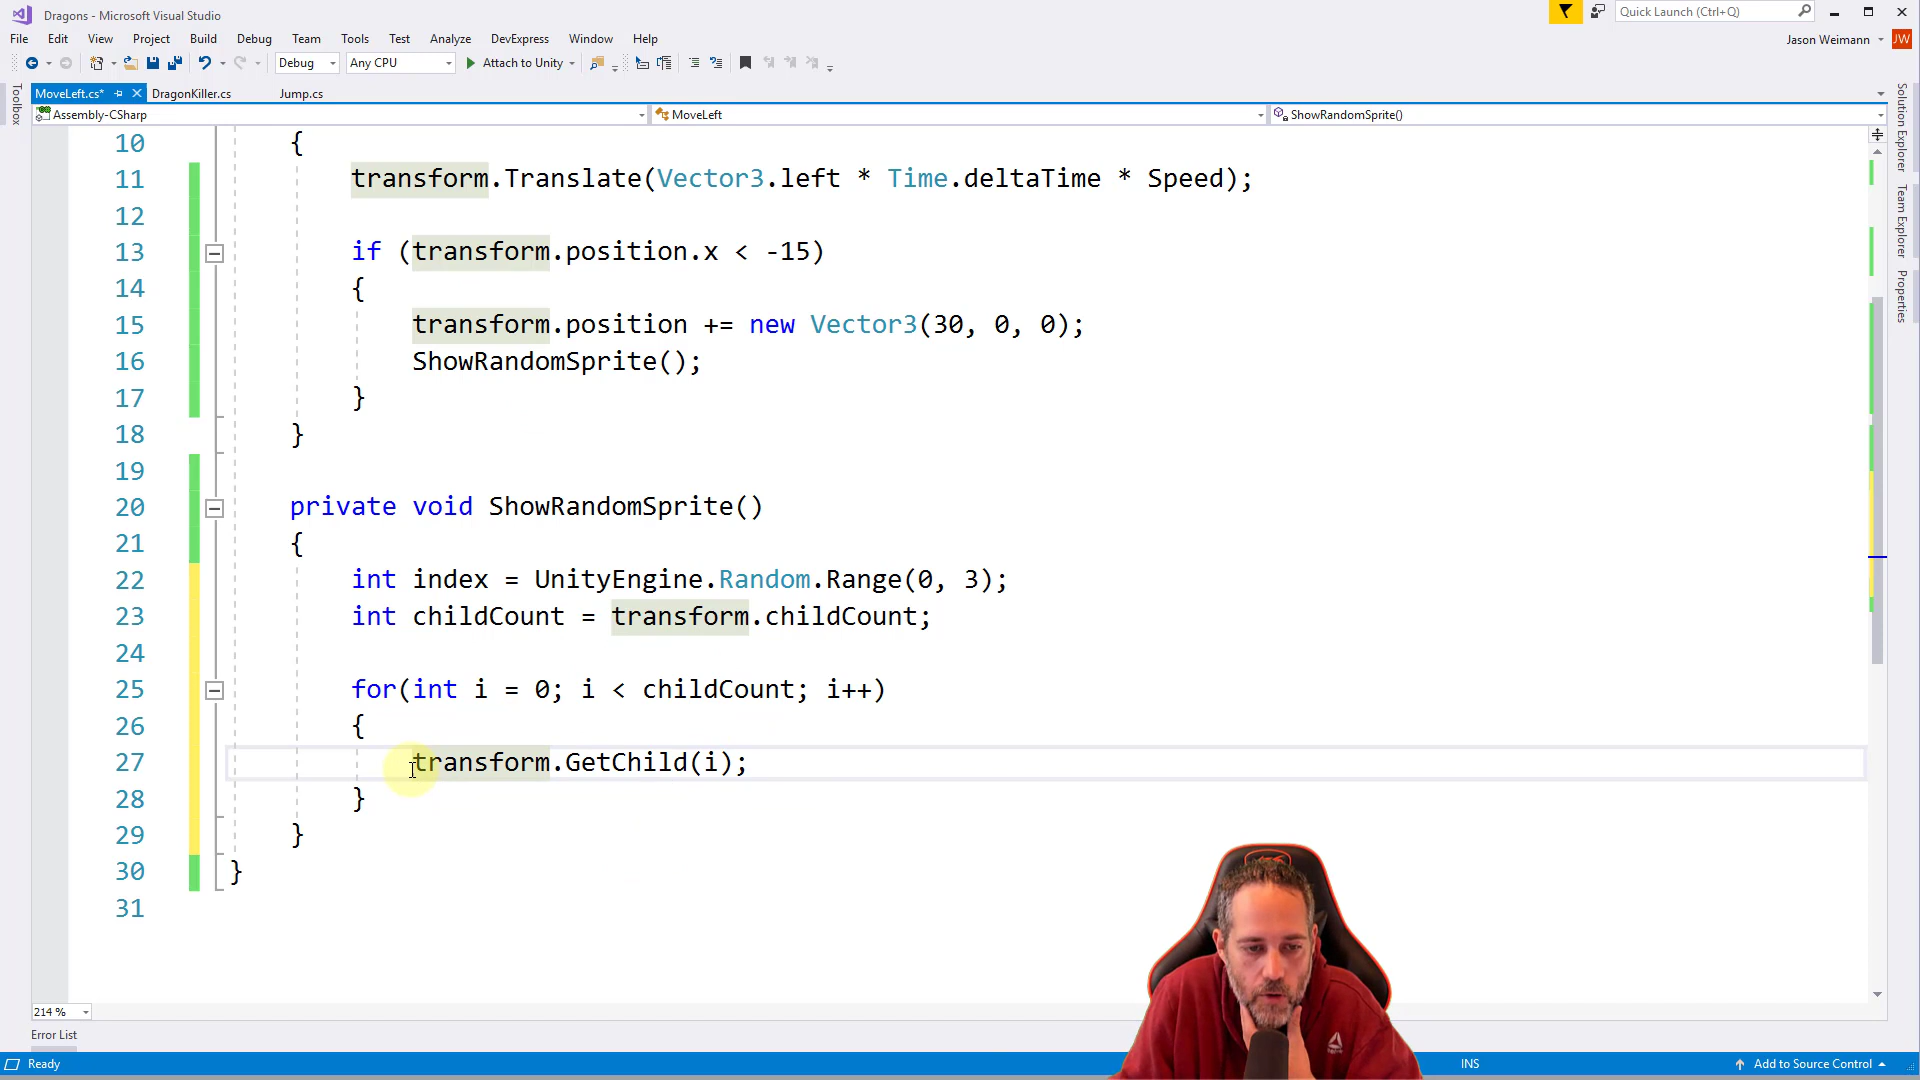 Dragons - Microsoft Visual Studio
Quick Launch (Ctrl+Q)
File Edit View Project Build Debug Team Tools Test Analyze DevExpress Window Help
Jason Weimann JW
Debug Any CPU Attach to Unity
MoveLeft.cs* DragonKiller.cs Jump.cs
Assembly-CSharp MoveLeft ShowRandomSprite()
Toolbox
Solution Explorer
Team Explorer
Properties
10 {
11 transform.Translate(Vector3.left * Time.deltaTime * Speed);
12
13 if (transform.position.x < -15)
14 {
15 transform.position += new Vector3(30, 0, 0);
16 ShowRandomSprite();
17 }
18 }
19
20 private void ShowRandomSprite()
21 {
22 int index = UnityEngine.Random.Range(0, 3);
23 int childCount = transform.childCount;
24
25 for(int i = 0; i < childCount; i++)
26 {
27 transform.GetChild(i);
28 }
29 }
30 }
31
214 %
Error List
Ready INS Add to Source Control